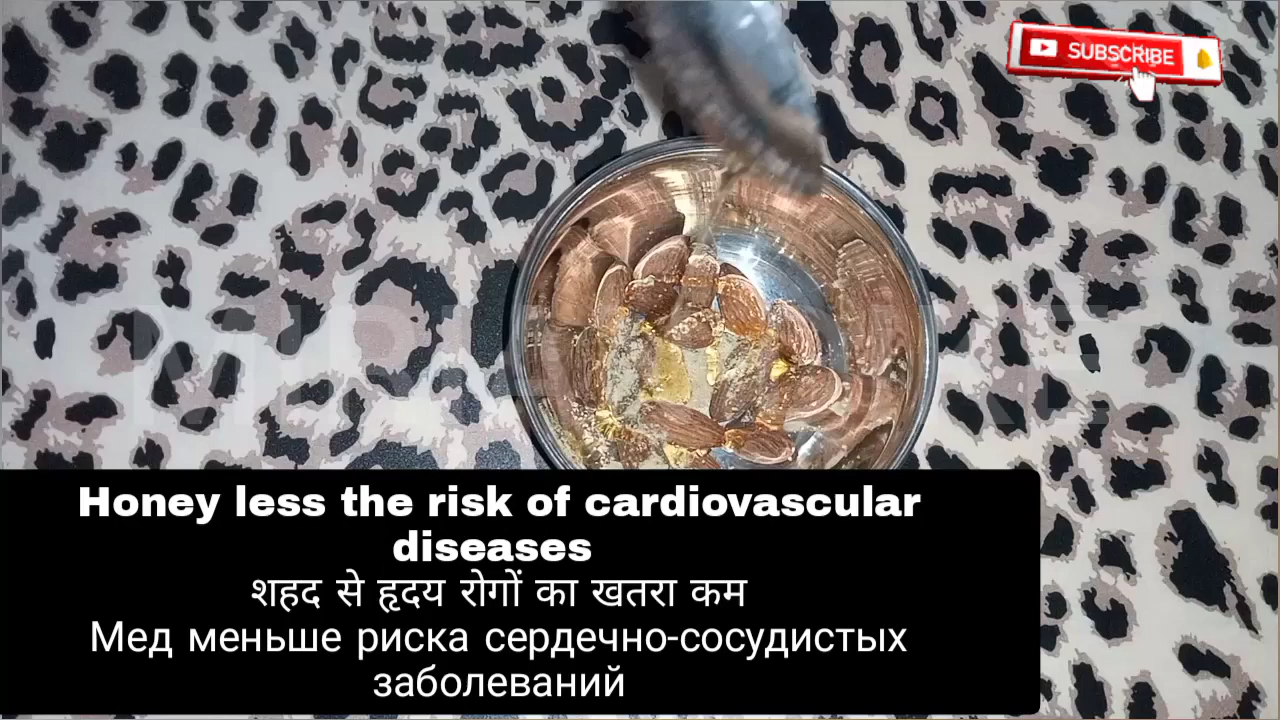 SUBSCRIBE
Honey less the risk of cardiovascular
diseases
शहद से हृदय रोगों का खतरा कम
Мед меньше риска сердечно-сосудистых
заболеваний